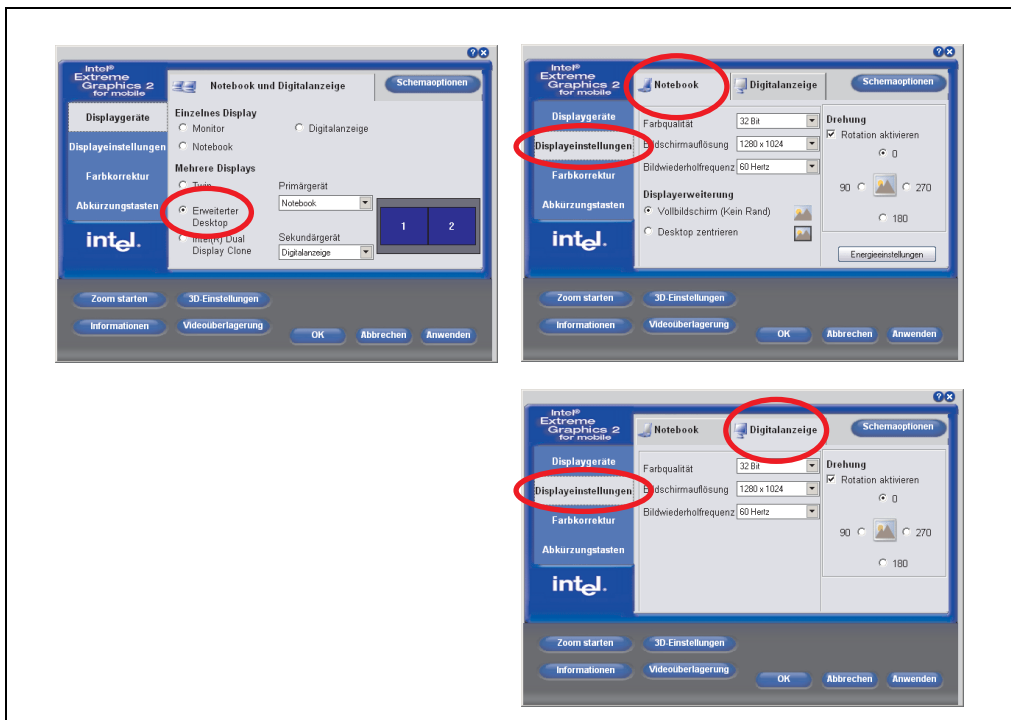 intel®
Extreme
Graphics 2
for mobile
Notebook und Digitalanzeige
Schemaoptionen
Displaygeräte
Displayeinstellungen
Farbkorrektur
Abkürzungstasten
intel.
Einzelnes Display
Monitor
Digitalanzeige
Notebook
Mehrere Displays
Twin
Primärgerät
Notebook
Erweiterter
Desktop
1 2
Intel(R) Dual
Display Clone
Sekundärgerät
Digitalanzeige
Zoom starten
3D-Einstellungen
Informationen
Videoüberlagerung
OK
Abbrechen
Anwenden
intel®
Extreme
Graphics 2
for mobile
Notebook
Digitalanzeige
Schemaoptionen
Displaygeräte
Displayeinstellungen
Farbkorrektur
Abkürzungstasten
intel.
Farbqualität
32 Bit
Bildschirmauflösung
1280 x 1024
Bildwiederholfrequenz
60 Hertz
Displayerweiterung
Vollbildschirm (Kein Rand)
Desktop zentrieren
Drehung
Rotation aktivieren
0
90
270
180
Energieeinstellungen
Zoom starten
3D-Einstellungen
Informationen
Videoüberlagerung
OK
Abbrechen
Anwenden
intel®
Extreme
Graphics 2
for mobile
Notebook
Digitalanzeige
Schemaoptionen
Displaygeräte
Displayeinstellungen
Farbkorrektur
Abkürzungstasten
intel.
Farbqualität
32 Bit
Bildschirmauflösung
1280 x 1024
Bildwiederholfrequenz
60 Hertz
Drehung
Rotation aktivieren
0
90
270
180
Zoom starten
3D-Einstellungen
Informationen
Videoüberlagerung
OK
Abbrechen
Anwenden